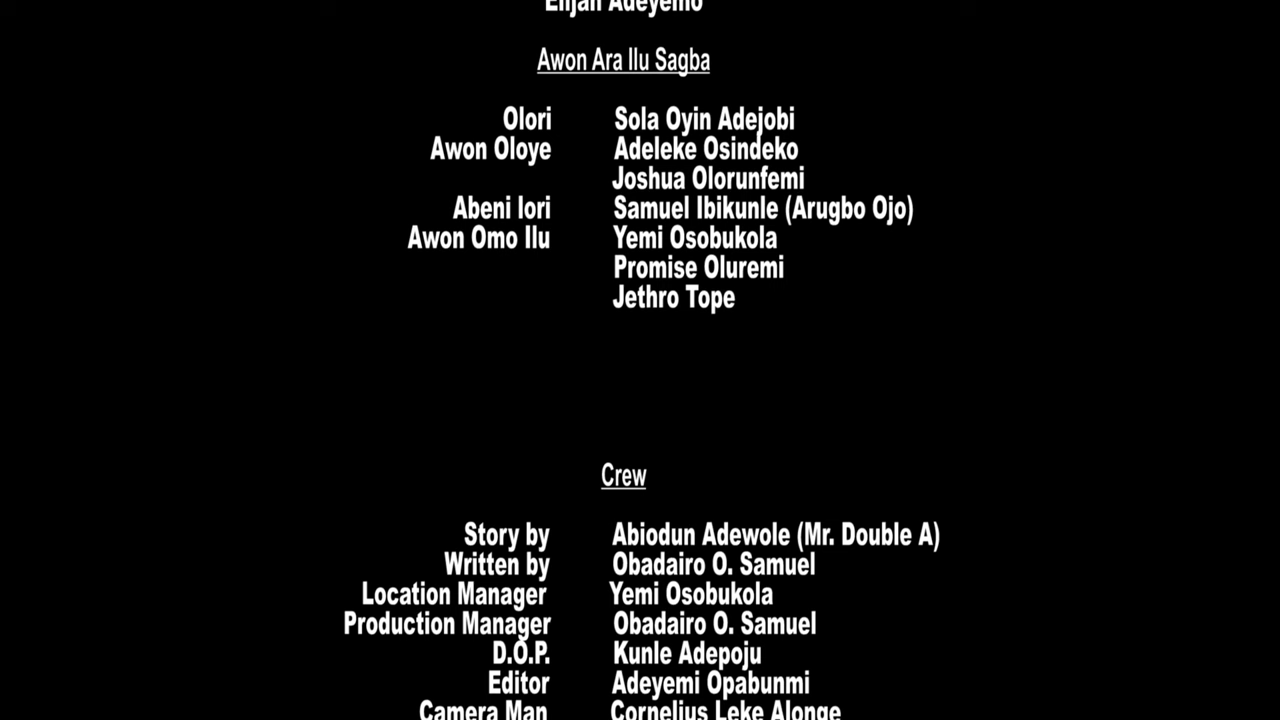 Elijah Adeyemo
Awon Ara Ilu Sagba
Olori Sola Oyin Adejobi
Awon Oloye Adeleke Osindeko
Joshua Olorunfemi
Abeni lori Samuel Ibikunle (Arugbo Ojo)
Awon Omo Ilu Yemi Osobukola
Promise Oluremi
Jethro Tope
Crew
Story by Abiodun Adewole (Mr. Double A)
Written by Obadairo O. Samuel
Location Manager Yemi Osobukola
Production Manager Obadairo O. Samuel
D.O.P. Kunle Adepoju
Editor Adeyemi Opabunmi
Camera Man Cornelius Leke Alonge